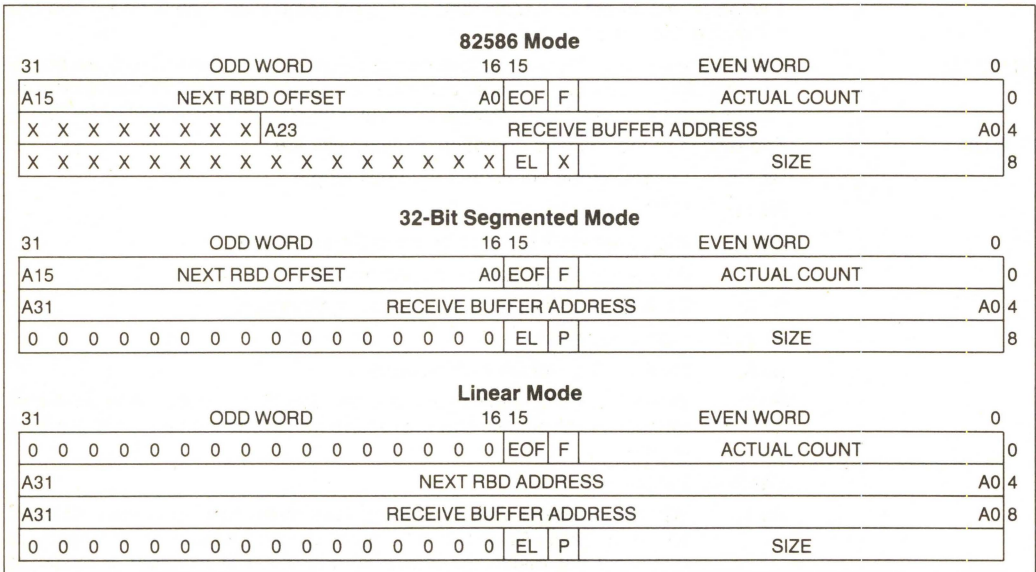 82586 Mode
31 ODD WORD 16 15 EVEN WORD 0
A15 NEXT RBD OFFSET A0 EOF F ACTUAL COUNT 0
X X X X X X X X A23 RECEIVE BUFFER ADDRESS A0 4
X X X X X X X X X X X X X X X X EL X SIZE 8
32-Bit Segmented Mode
31 ODD WORD 16 15 EVEN WORD 0
A15 NEXT RBD OFFSET A0 EOF F ACTUAL COUNT 0
A31 RECEIVE BUFFER ADDRESS A0 4
0 0 0 0 0 0 0 0 0 0 0 0 0 0 0 0 EL P SIZE 8
Linear Mode
31 ODD WORD 16 15 EVEN WORD 0
0 0 0 0 0 0 0 0 0 0 0 0 0 0 0 0 EOF F ACTUAL COUNT 0
A31 NEXT RBD ADDRESS A0 4
A31 RECEIVE BUFFER ADDRESS A0 8
0 0 0 0 0 0 0 0 0 0 0 0 0 0 0 0 EL P SIZE